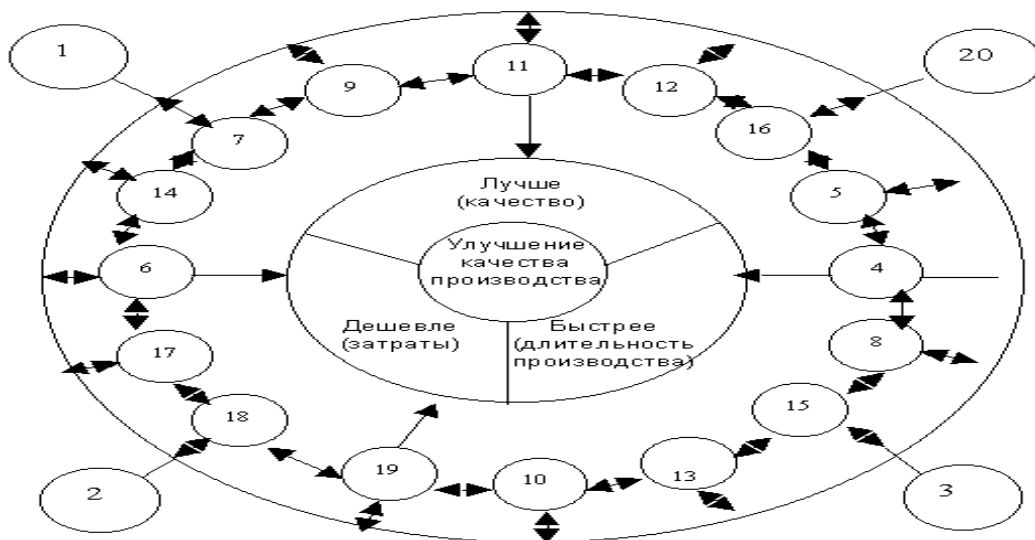 1
11
20
9
12
7
16
14
5
Лучше
(качество)
6
Улучшение
качества
производства
4
17
8
Дешевле
(затраты)
Быстрее
(длительность
производства)
18
15
19
10
13
2
3